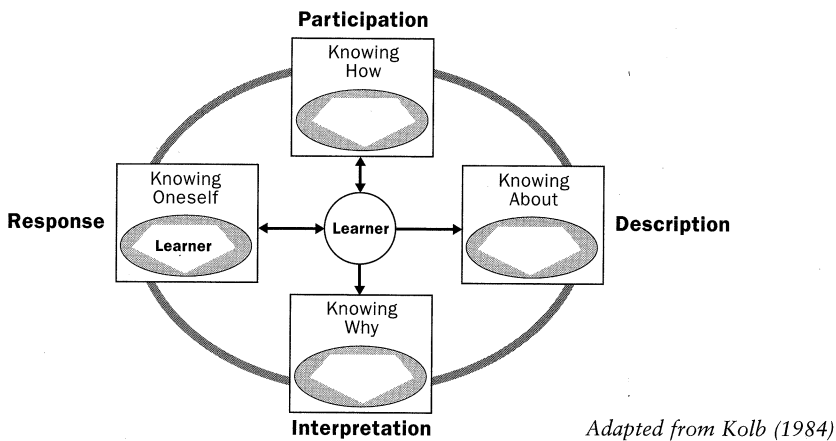 Participation
Knowing
How
Knowing
Oneself
Learner
Response
Learner
Knowing
About
Description
Knowing
Why
Interpretation
Adapted from Kolb (1984)